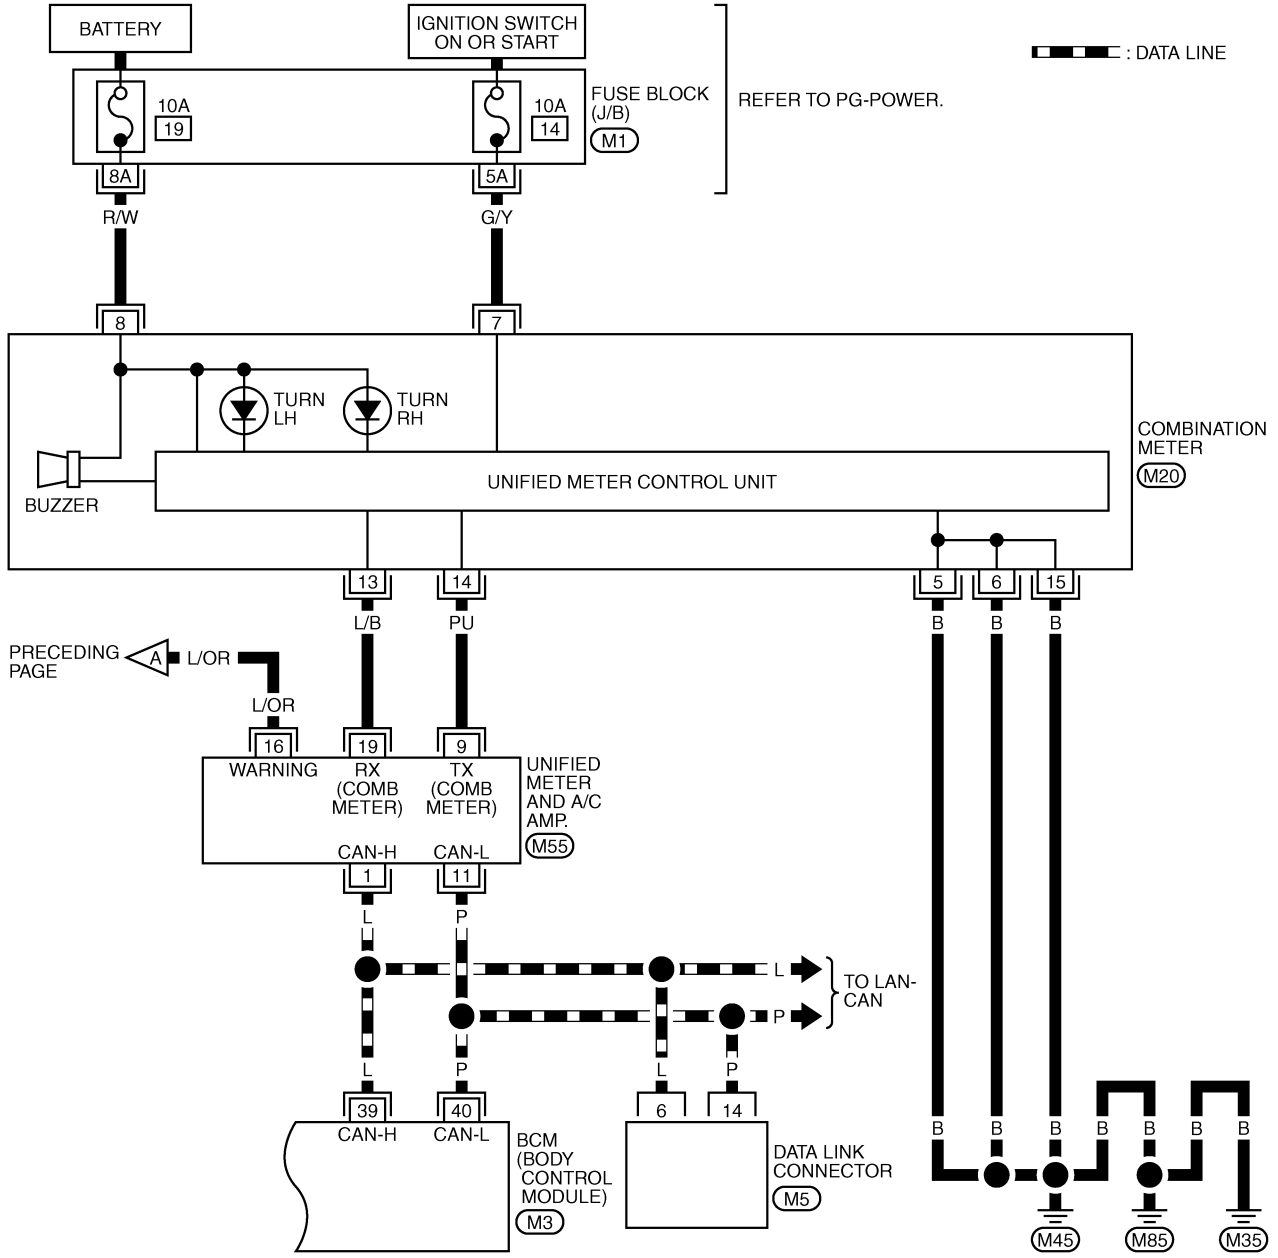 BATTERY
IGNITION SWITCH
ON OR START
: DATA LINE
10A
19
10A
14
FUSE BLOCK
(J/B)
M1
REFER TO PG-POWER.
8A
5A
R/W
G/Y
8
7
TURN
LH
TURN
RH
COMBINATION
METER
M20
UNIFIED METER CONTROL UNIT
BUZZER
13
14
5
6
15
L/B
PU
B
B
B
PRECEDING
PAGE
A
L/OR
L/OR
16
19
9
WARNING
RX
(COMB
METER)
TX
(COMB
METER)
UNIFIED
METER
AND A/C
AMP.
M55
CAN-H
CAN-L
1
11
L
P
L
P
TO LAN-
CAN
L
P
L
P
39
40
6
14
CAN-H
CAN-L
BCM
(BODY
CONTROL
MODULE)
M3
DATA LINK
CONNECTOR
M5
B
B
B
B
B
B
B
M45
M85
M35